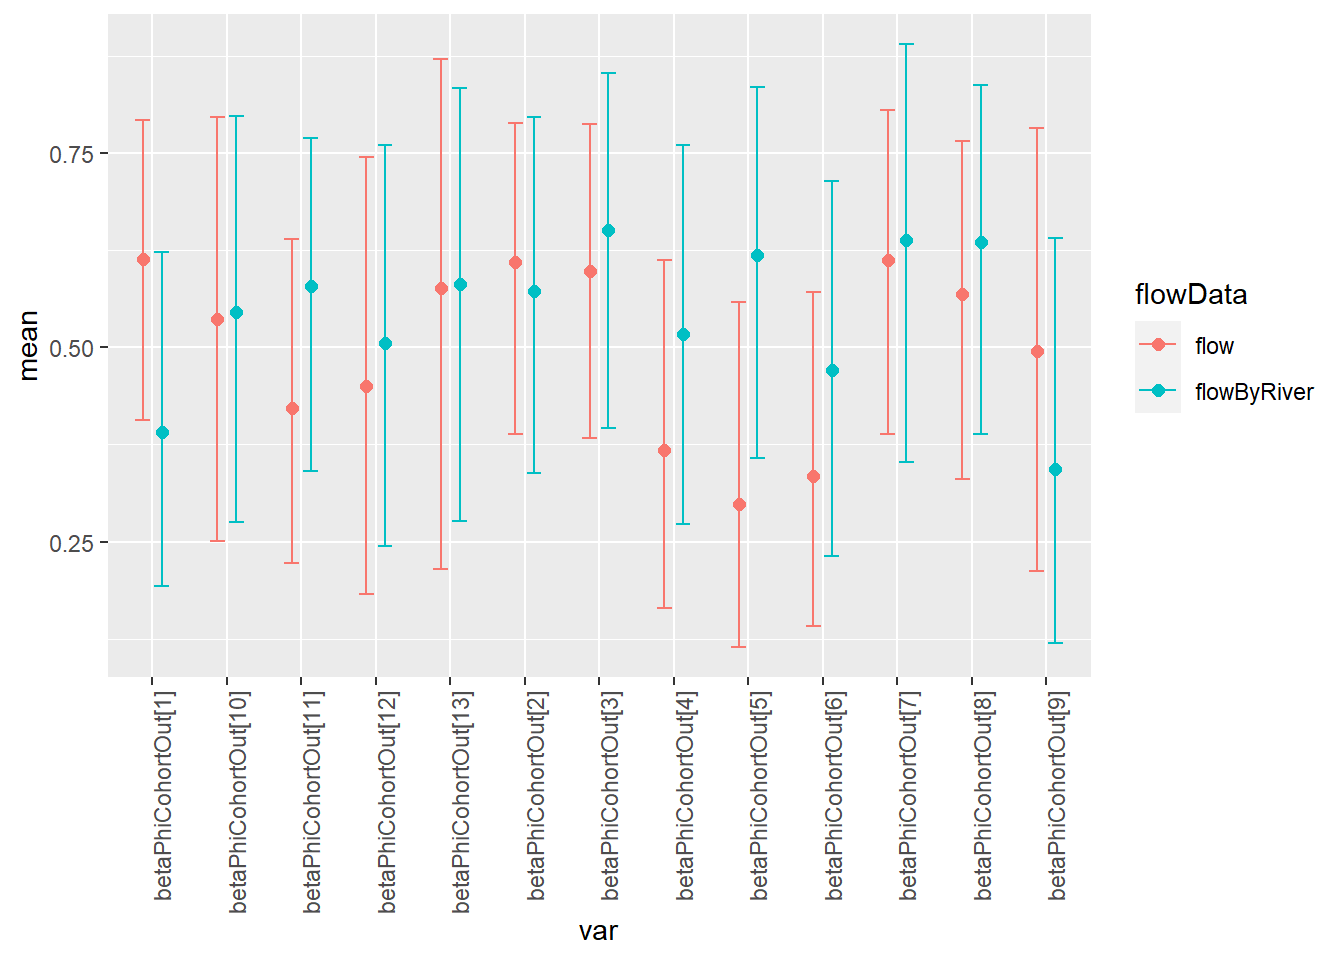 mean
0.75
0.50
0.25
betaPhiCohortOut[1]
betaPhiCohortOut[10]
betaPhiCohortOut[11]
betaPhiCohortOut[12]
betaPhiCohortOut[13]
betaPhiCohortOut[2]
betaPhiCohortOut[3]
betaPhiCohortOut[4]
betaPhiCohortOut[5]
betaPhiCohortOut[6]
betaPhiCohortOut[7]
betaPhiCohortOut[8]
betaPhiCohortOut[9]
var
flowData
flow
flowByRiver